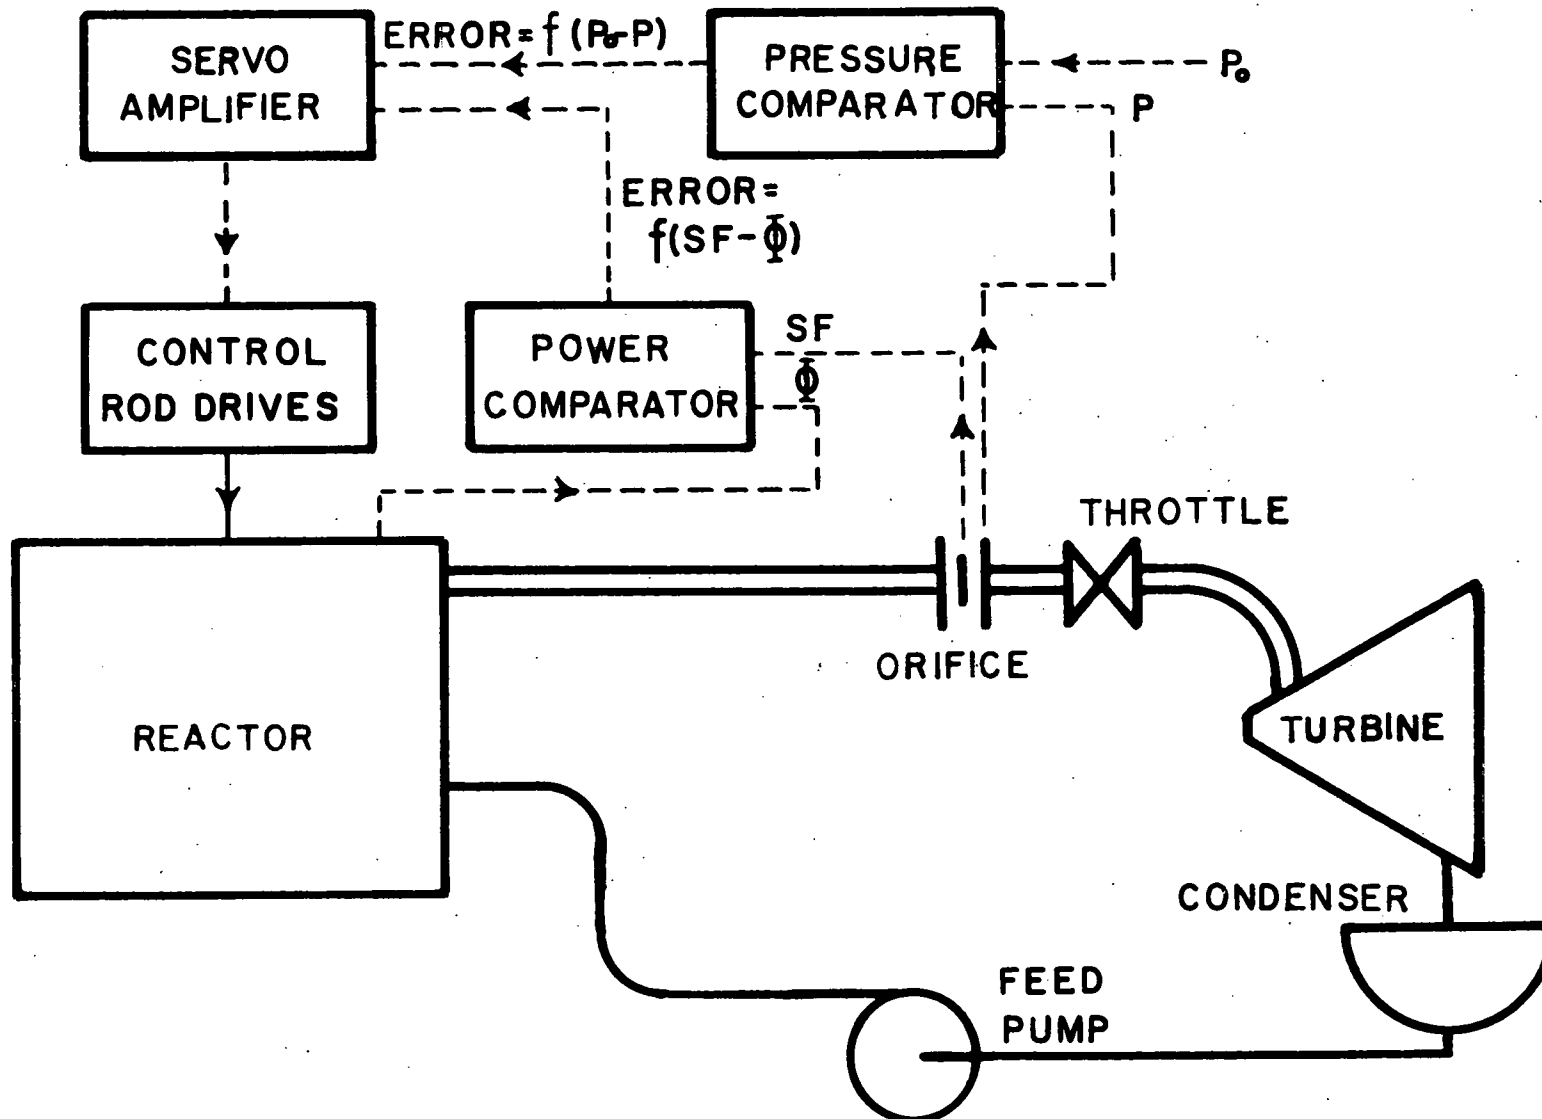 SERVO
AMPLIFIER
ERROR = f (P₀-P)
PRESSURE
COMPARATOR
P₀
P
ERROR =
f(SF-Φ)
CONTROL
ROD DRIVES
POWER
COMPARATOR
SF
Φ
THROTTLE
ORIFICE
REACTOR
TURBINE
CONDENSER
FEED
PUMP